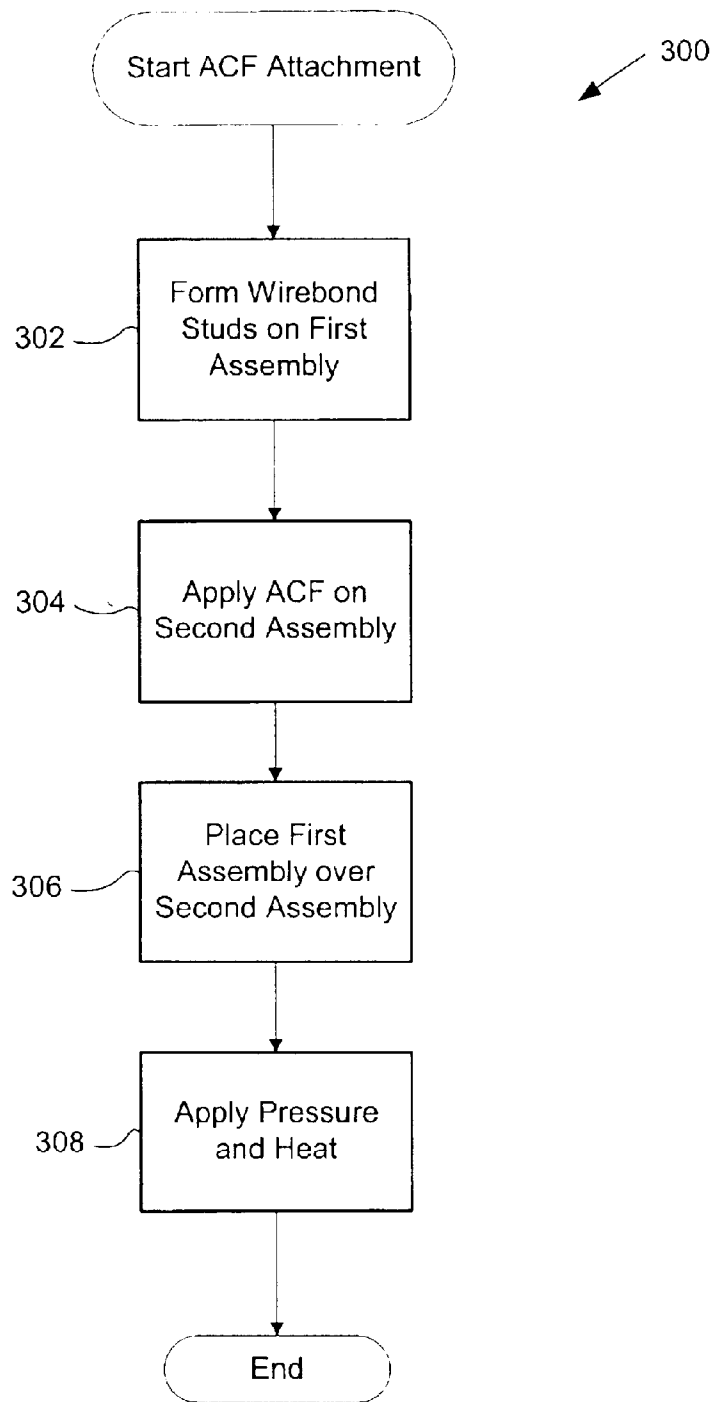 Start ACF Attachment
300
302
Form Wirebond
Studs on First
Assembly
304
Apply ACF on
Second Assembly
306
Place First
Assembly over
Second Assembly
308
Apply Pressure
and Heat
End